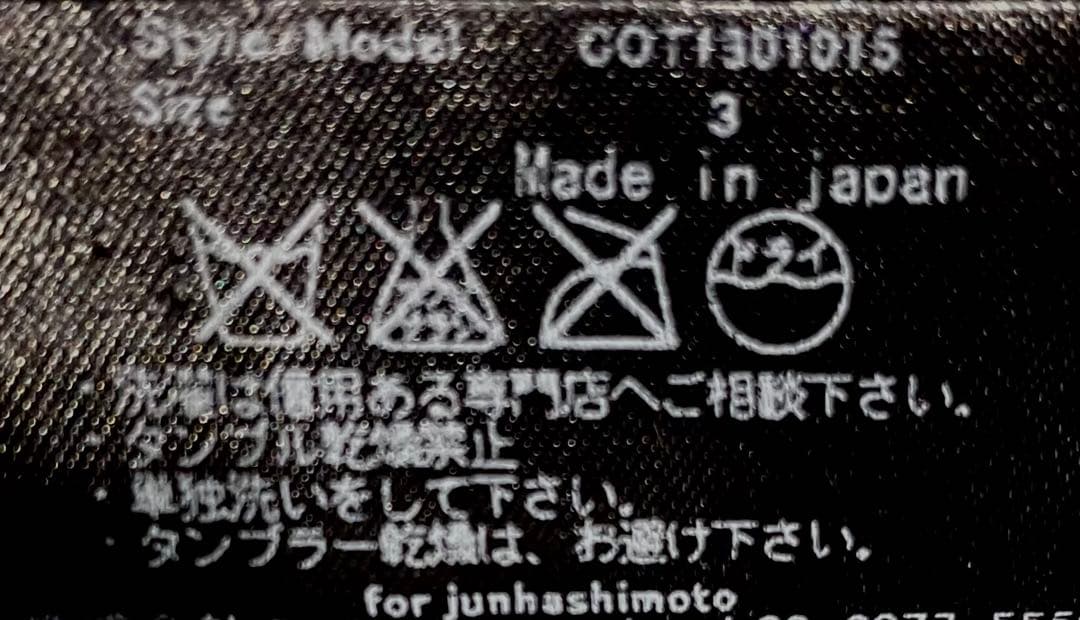 Style Model COT1301015
Size 3
Made in japan
ドライ
・洗濯は信用ある専門店へご相談下さい。
・タンブル乾燥禁止
・単独洗いをして下さい。
・タンブラー乾燥は、お避け下さい。
for junhashimoto